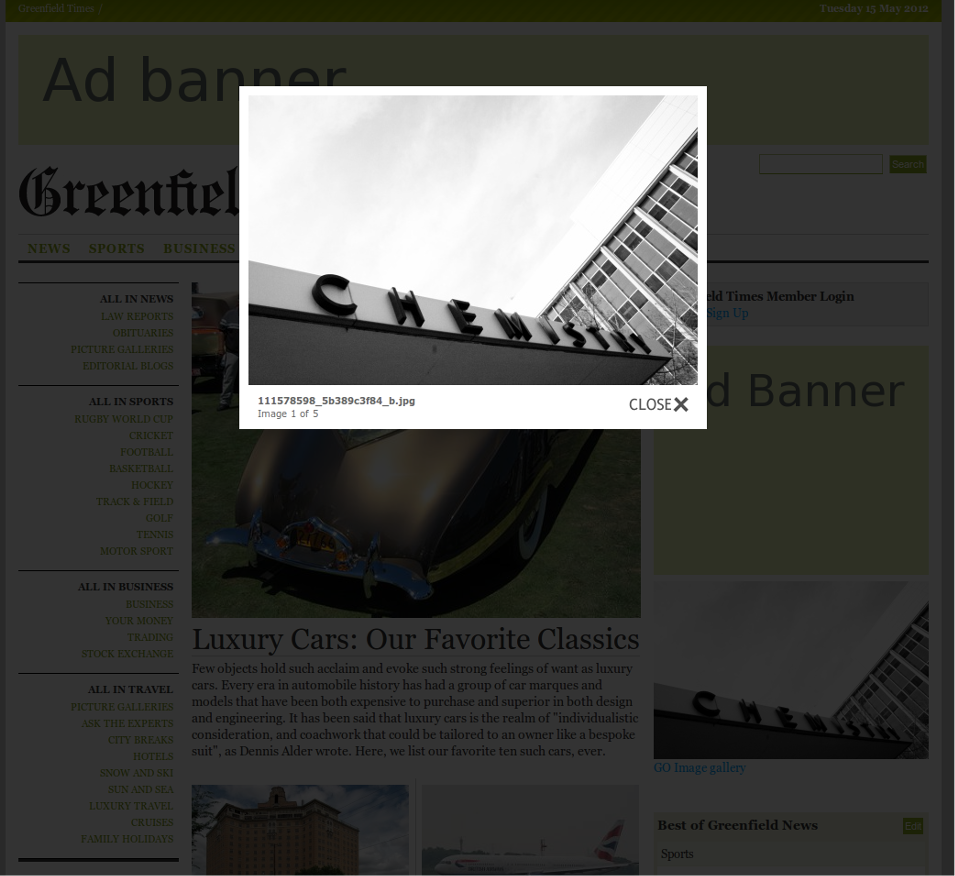 Greenfield Times /
Tuesday 15 May 2012
Ad banner
Greenfiel
Search
NEWS SPORTS BUSINESS
CHEMISTRY
111578598_5b389c3f84_b.jpg
Image 1 of 5
CLOSE
ALL IN NEWS
LAW REPORTS
OBITUARIES
PICTURE GALLERIES
EDITORIAL BLOGS
ALL IN SPORTS
RUGBY WORLD CUP
CRICKET
FOOTBALL
BASKETBALL
HOCKEY
TRACK & FIELD
GOLF
TENNIS
MOTOR SPORT
ALL IN BUSINESS
BUSINESS
YOUR MONEY
TRADING
STOCK EXCHANGE
ALL IN TRAVEL
PICTURE GALLERIES
ASK THE EXPERTS
CITY BREAKS
HOTELS
SNOW AND SKI
SUN AND SEA
LUXURY TRAVEL
CRUISES
FAMILY HOLIDAYS
Luxury Cars: Our Favorite Classics
Few objects hold such acclaim and evoke such strong feelings of want as luxury
cars. Every era in automobile history has had a group of car marques and
models that have been both expensive to purchase and superior in both design
and engineering. It has been said that luxury cars is the realm of "individualistic
consideration, and coachwork that could be tailored to an owner like a bespoke
suit", as Dennis Alder wrote. Here, we list our favorite ten such cars, ever.
eld Times Member Login
Sign Up
d Banner
CHEMISTRY
GO Image gallery
Best of Greenfield News
Edit
Sports